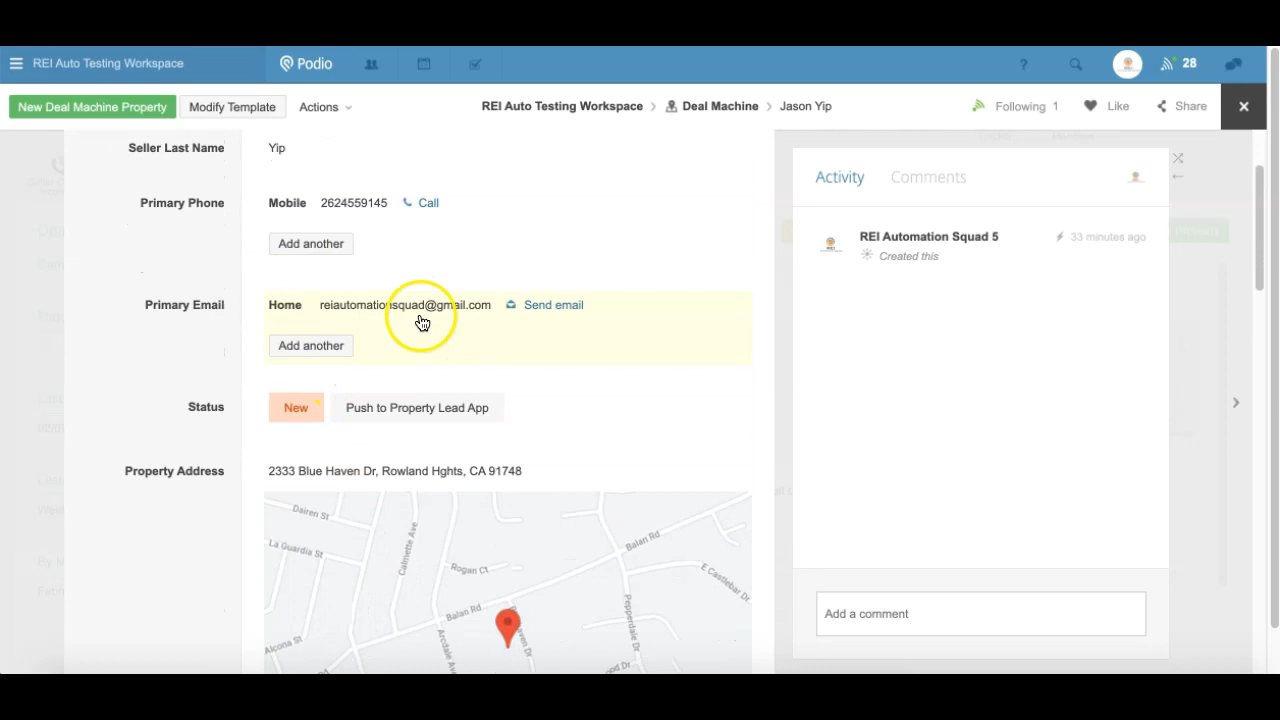 REI Auto Testing Workspace
Podio
28
New Deal Machine Property
Modify Template
Actions
REI Auto Testing Workspace
Deal Machine
Jason Yip
Following 1
Like
Share
Seller Last Name
Yip
Primary Phone
Mobile 2624559145 Call
Add another
Primary Email
Home reiautomationsquad@gmail.com Send email
Add another
Status
New
Push to Property Lead App
Property Address
2333 Blue Haven Dr, Rowland Hghts, CA 91748
Dairen St
La Guardia St
Calmette Ave
Rogan Ct
Balan Rd
E Castlebar Dr
Balan Rd
Pepperdale Dr
Arcdale Ave
Alcona St
Activity
Comments
REI Automation Squad 5
33 minutes ago
Created this
Add a comment